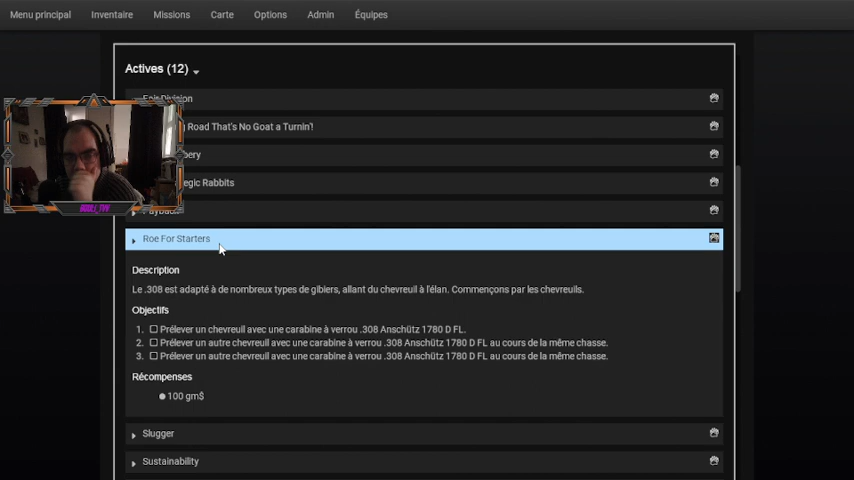 Menu principal Inventaire Missions Carte Options Admin Équipes
Actives (12)
Division
Road That's No Goat a Turnin'!
bery
egic Rabbits
Payback
Roe For Starters
Description
Le .308 est adapté à de nombreux types de gibiers, allant du chevreuil à l'élan. Commençons par les chevreuils.
Objectifs
1. Prélever un chevreuil avec une carabine à verrou .308 Anschütz 1780 D FL.
2. Prélever un autre chevreuil avec une carabine à verrou .308 Anschütz 1780 D FL au cours de la même chasse.
3. Prélever un autre chevreuil avec une carabine à verrou .308 Anschütz 1780 D FL au cours de la même chasse.
Récompenses
100 gm$
Slugger
Sustainability